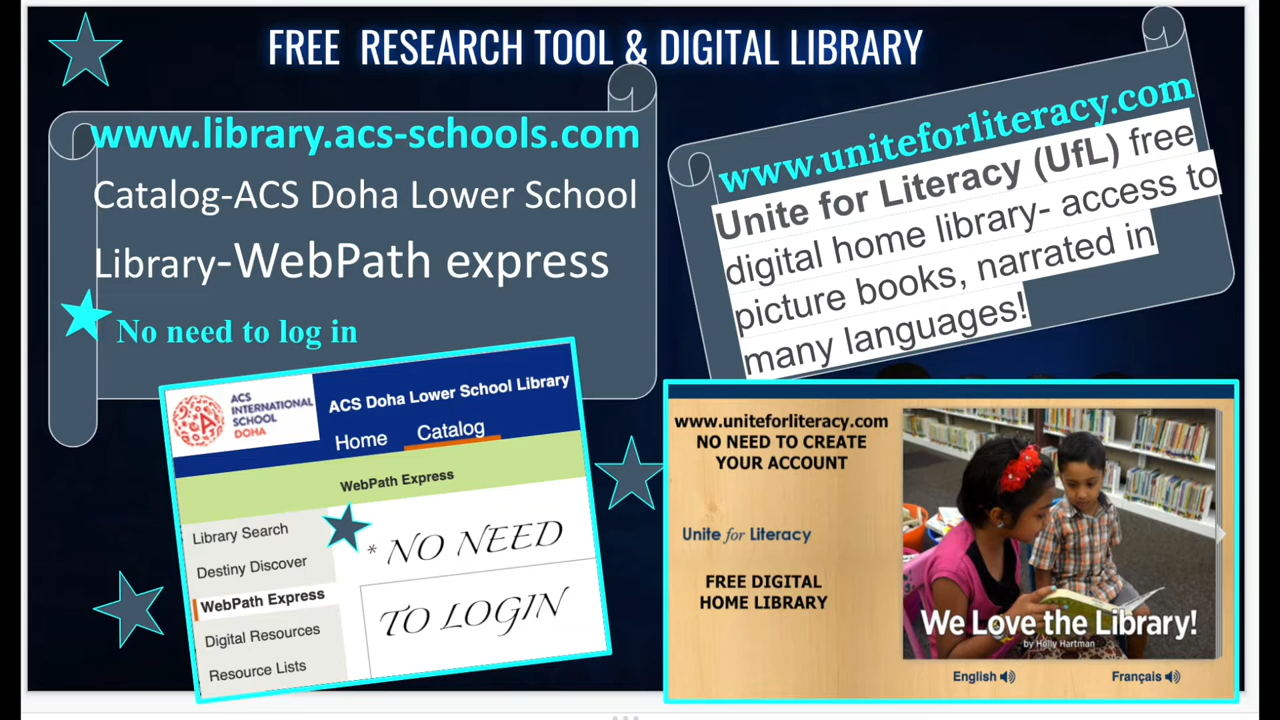 FREE RESEARCH TOOL & DIGITAL LIBRARY
www.library.acs-schools.com
Catalog-ACS Doha Lower School
Library-WebPath express
No need to log in
www.uniteforliteracy.com
Unite for Literacy (UfL) free
digital home library- access to
picture books, narrated in
many languages!
ACS
INTERNATIONAL
SCHOOL
DOHA
ACS Doha Lower School Library
Home Catalog
WebPath Express
Library Search
Destiny Discover
WebPath Express
Digital Resources
Resource Lists
* NO NEED
TO LOGIN
www.uniteforliteracy.com
NO NEED TO CREATE
YOUR ACCOUNT
Unite for Literacy
FREE DIGITAL
HOME LIBRARY
We Love the Library!
by Holly Hartman
English
Français